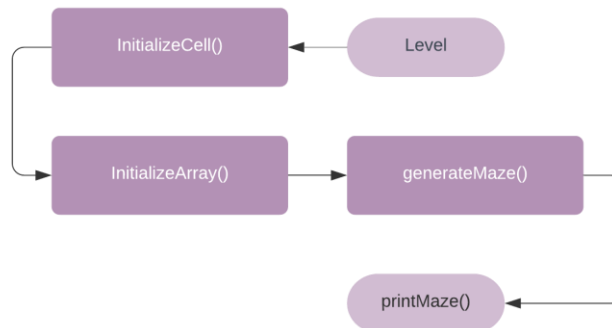 InitializeCell()
Level
InitializeArray()
generateMaze()
printMaze()